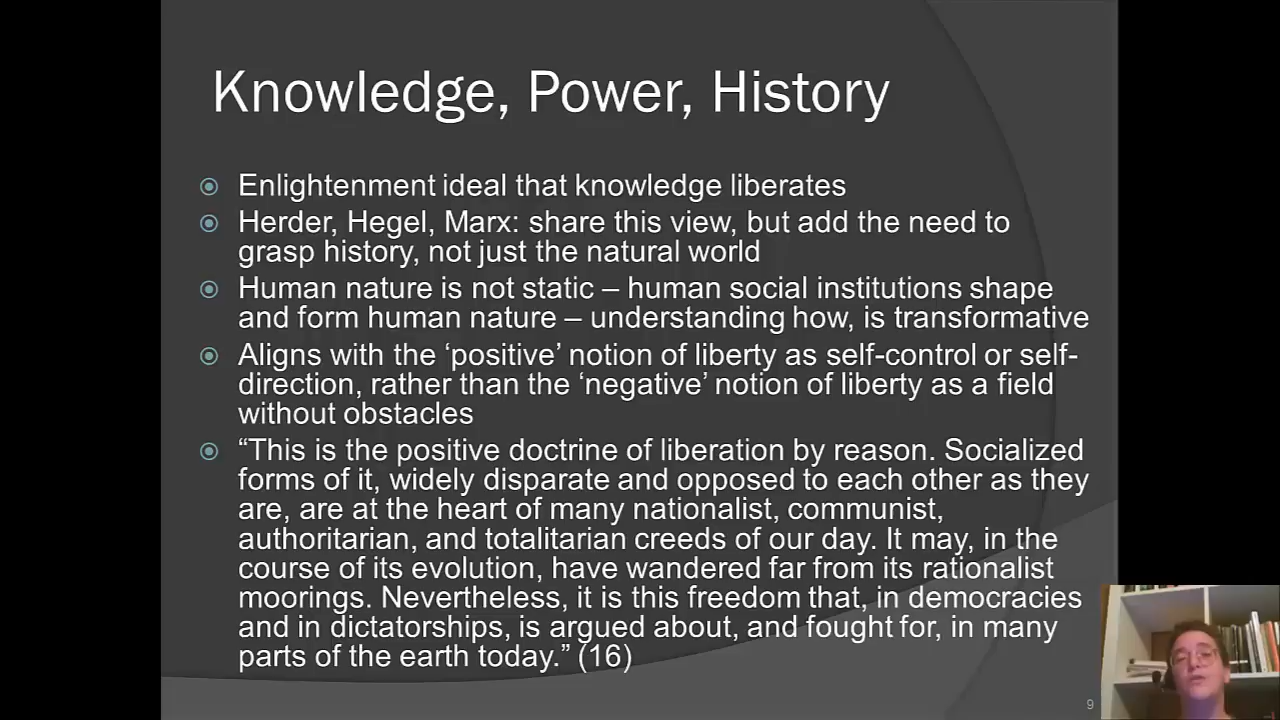 Knowledge, Power, History
Enlightenment ideal that knowledge liberates
Herder, Hegel, Marx: share this view, but add the need to
grasp history, not just the natural world
Human nature is not static – human social institutions shape
and form human nature – understanding how, is transformative
Aligns with the ‘positive’ notion of liberty as self-control or self-
direction, rather than the ‘negative’ notion of liberty as a field
without obstacles
“This is the positive doctrine of liberation by reason. Socialized
forms of it, widely disparate and opposed to each other as they
are, are at the heart of many nationalist, communist,
authoritarian, and totalitarian creeds of our day. It may, in the
course of its evolution, have wandered far from its rationalist
moorings. Nevertheless, it is this freedom that, in democracies
and in dictatorships, is argued about, and fought for, in many
parts of the earth today.” (16)
9